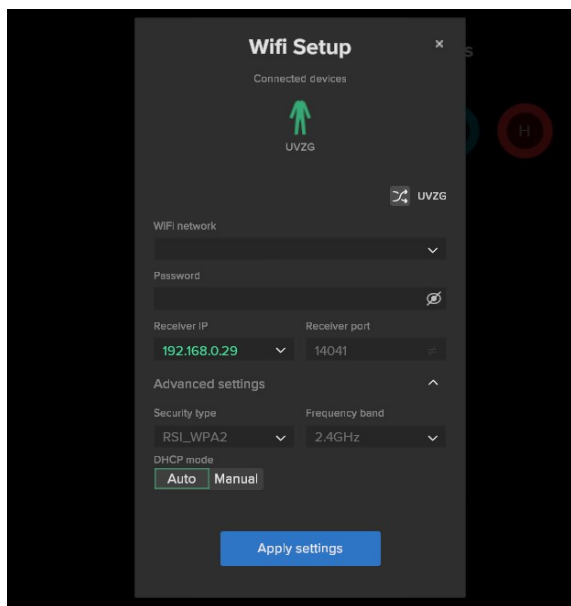 Wifi Setup
×
s
Connected devices
UVZG
H
UVZG
WiFi network
Password
Receiver IP
Receiver port
192.168.0.29
14041
Advanced settings
Security type
Frequency band
RSI_WPA2
2.4GHz
DHCP mode
Auto
Manual
Apply settings